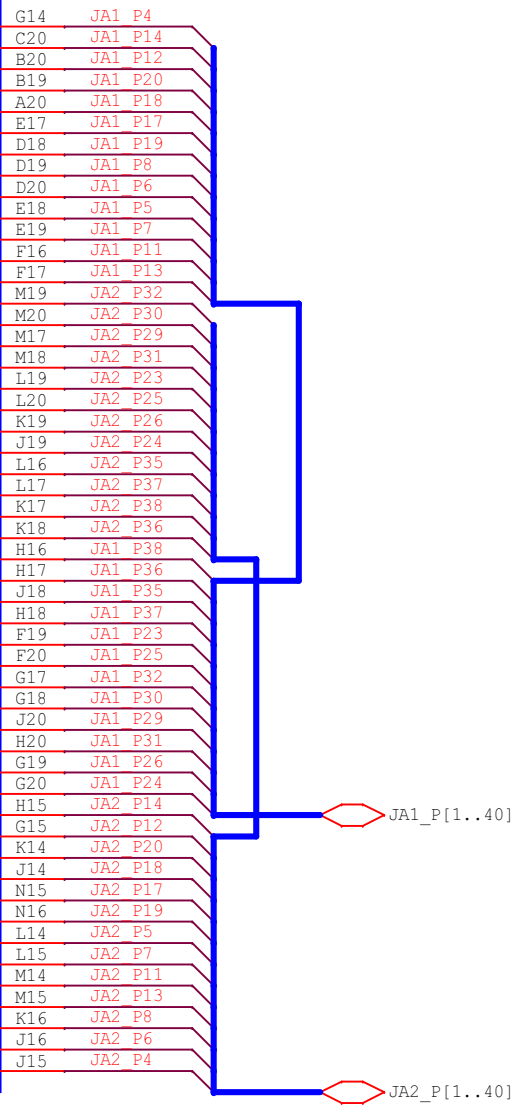 G14 JA1_P4
C20 JA1_P14
B20 JA1_P12
B19 JA1_P20
A20 JA1_P18
E17 JA1_P17
D18 JA1_P19
D19 JA1_P8
D20 JA1_P6
E18 JA1_P5
E19 JA1_P7
F16 JA1_P11
F17 JA1_P13
M19 JA2_P32
M20 JA2_P30
M17 JA2_P29
M18 JA2_P31
L19 JA2_P23
L20 JA2_P25
K19 JA2_P26
J19 JA2_P24
L16 JA2_P35
L17 JA2_P37
K17 JA2_P38
K18 JA2_P36
H16 JA1_P38
H17 JA1_P36
J18 JA1_P35
H18 JA1_P37
F19 JA1_P23
F20 JA1_P25
G17 JA1_P32
G18 JA1_P30
J20 JA1_P29
H20 JA1_P31
G19 JA1_P26
G20 JA1_P24
H15 JA2_P14
JA1_P[1..40]
G15 JA2_P12
K14 JA2_P20
J14 JA2_P18
N15 JA2_P17
N16 JA2_P19
L14 JA2_P5
L15 JA2_P7
M14 JA2_P11
M15 JA2_P13
K16 JA2_P8
J16 JA2_P6
J15 JA2_P4
JA2_P[1..40]